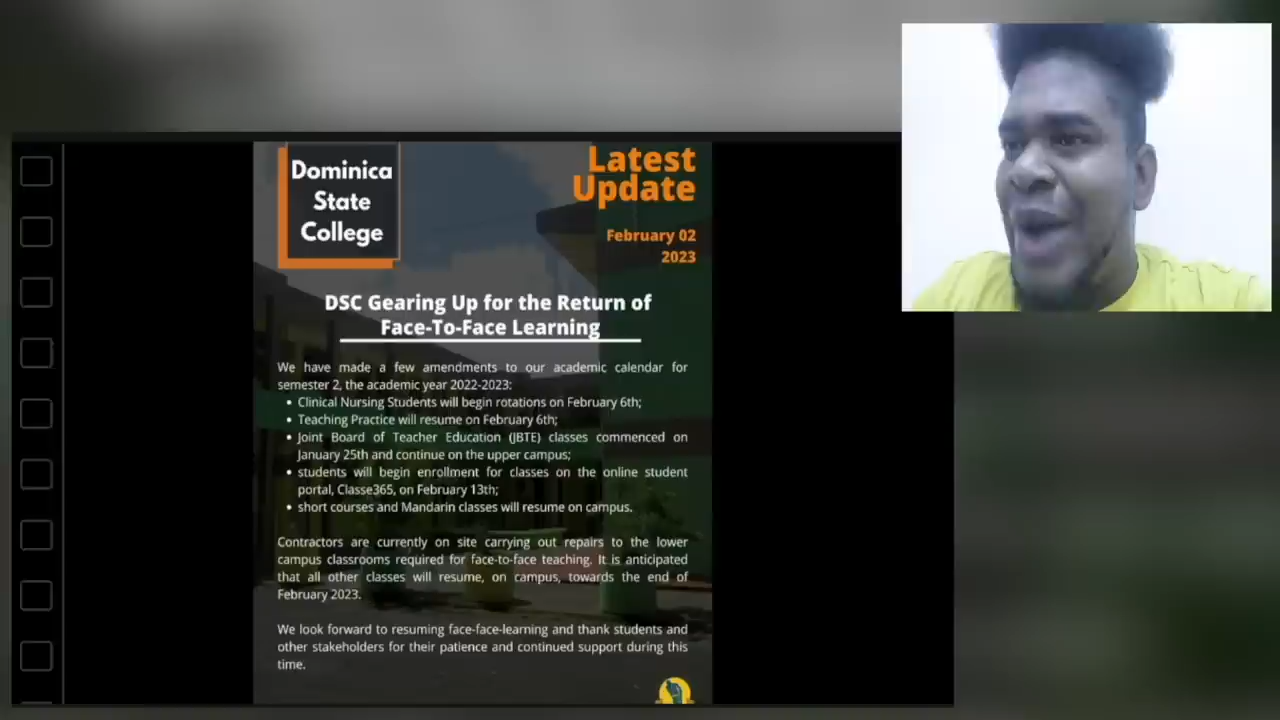 Dominica
State
College
Latest
Update
February 02
2023
DSC Gearing Up for the Return of
Face-To-Face Learning
We have made a few amendments to our academic calendar for
semester 2, the academic year 2022-2023:
• Clinical Nursing Students will begin rotations on February 6th;
• Teaching Practice will resume on February 6th;
• Joint Board of Teacher Education (JBTE) classes commenced on
January 25th and continue on the upper campus;
• students will begin enrollment for classes on the online student
portal, Classe365, on February 13th;
• short courses and Mandarin classes will resume on campus.
Contractors are currently on site carrying out repairs to the lower
campus classrooms required for face-to-face teaching. It is anticipated
that all other classes will resume, on campus, towards the end of
February 2023.
We look forward to resuming face-face-learning and thank students and
other stakeholders for their patience and continued support during this
time.